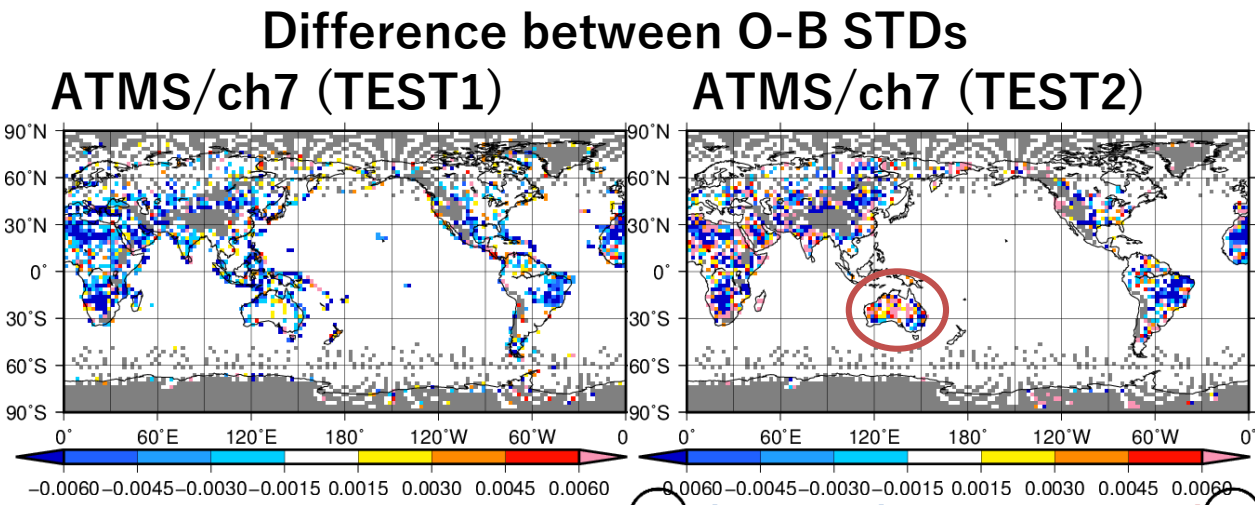 Difference between O-B STDs
ATMS/ch7 (TEST1)
ATMS/ch7 (TEST2)
90˚N
60˚N
30˚N
0˚
30˚S
60˚S
90˚S
0˚ 60˚E 120˚E 180˚ 120˚W 60˚W 0
−0.0060 −0.0045 −0.0030 −0.0015 0.0015 0.0030 0.0045 0.0060
90˚N
60˚N
30˚N
0˚
30˚S
60˚S
90˚S
0˚ 60˚E 120˚E 180˚ 120˚W 60˚W 0˚
0.0060 −0.0045 −0.0030 −0.0015 0.0015 0.0030 0.0045 0.0060